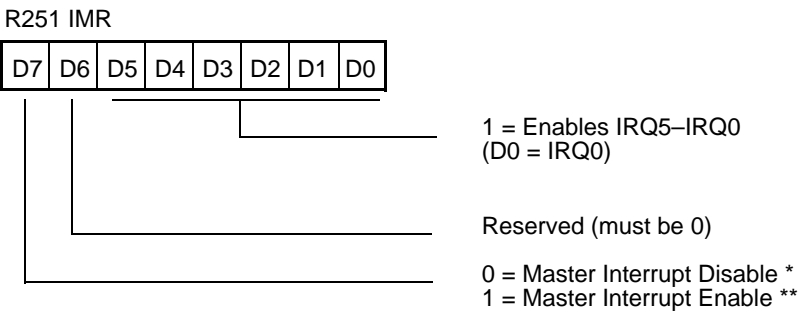 R251 IMR
D7 D6 D5 D4 D3 D2 D1 D0
1 = Enables IRQ5–IRQ0
(D0 = IRQ0)
Reserved (must be 0)
0 = Master Interrupt Disable *
1 = Master Interrupt Enable **